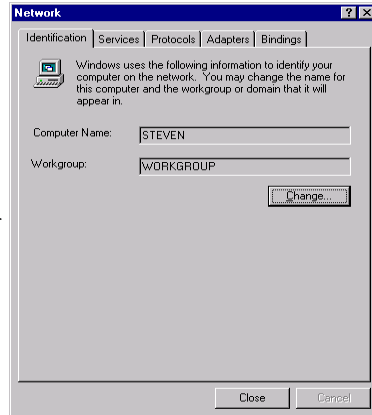 Network
Identification Services Protocols Adapters Bindings
Windows uses the following information to identify your
computer on the network. You may change the name for
this computer and the workgroup or domain that it will
appear in.
Computer Name: STEVEN
Workgroup: WORKGROUP
Change...
Close Cancel